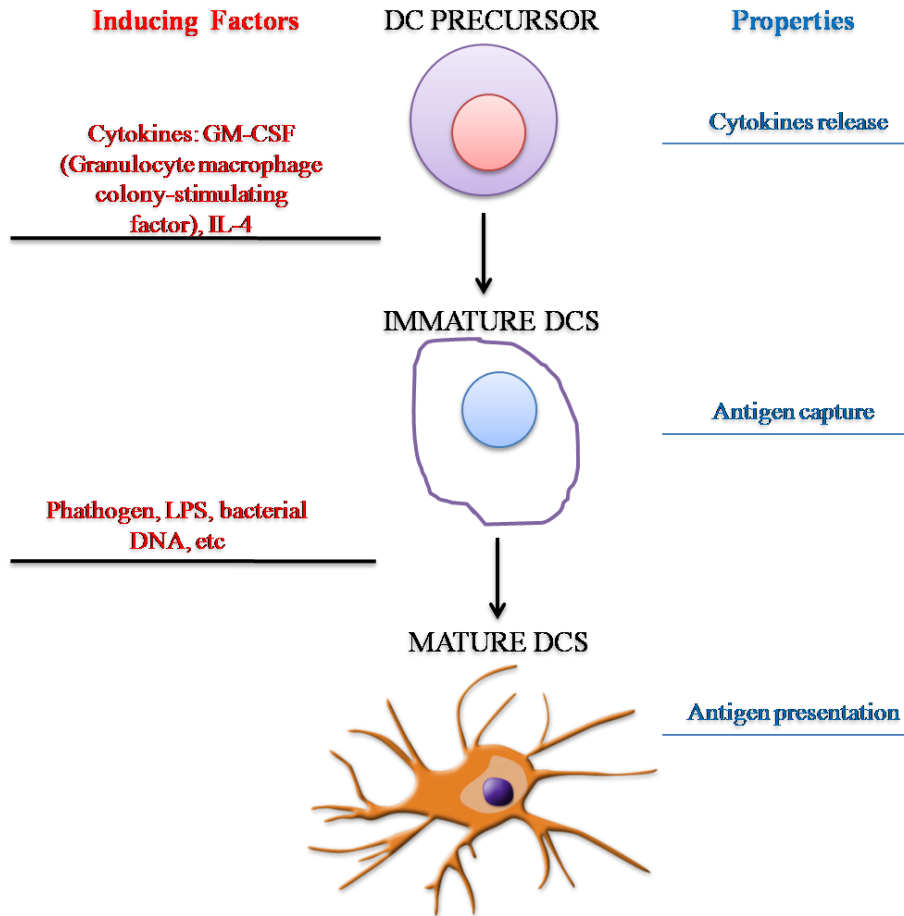 Inducing Factors
DC PRECURSOR
Properties
Cytokines: GM-CSF
(Granulocyte macrophage
colony-stimulating
factor), IL-4
Cytokines release
IMMATURE DCS
Antigen capture
Phathogen, LPS, bacterial
DNA, etc
MATURE DCS
Antigen presentation